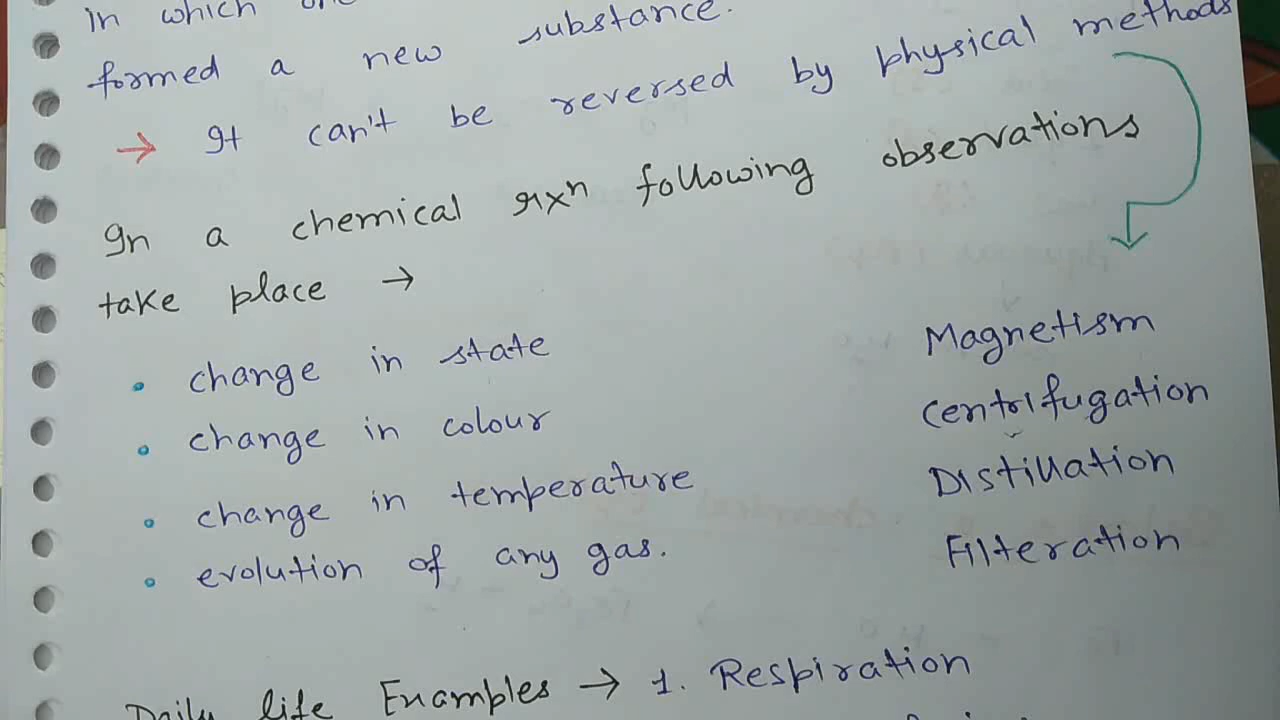 in which
formed a new substance.
→ It can't be reversed by physical methods
In a chemical rxⁿ following observations
take place →
• change in state
• change in colour
• change in temperature
• evolution of any gas.
Magnetism
Centrifugation
Distillation
Filteration
Daily life Examples → 1. Respiration